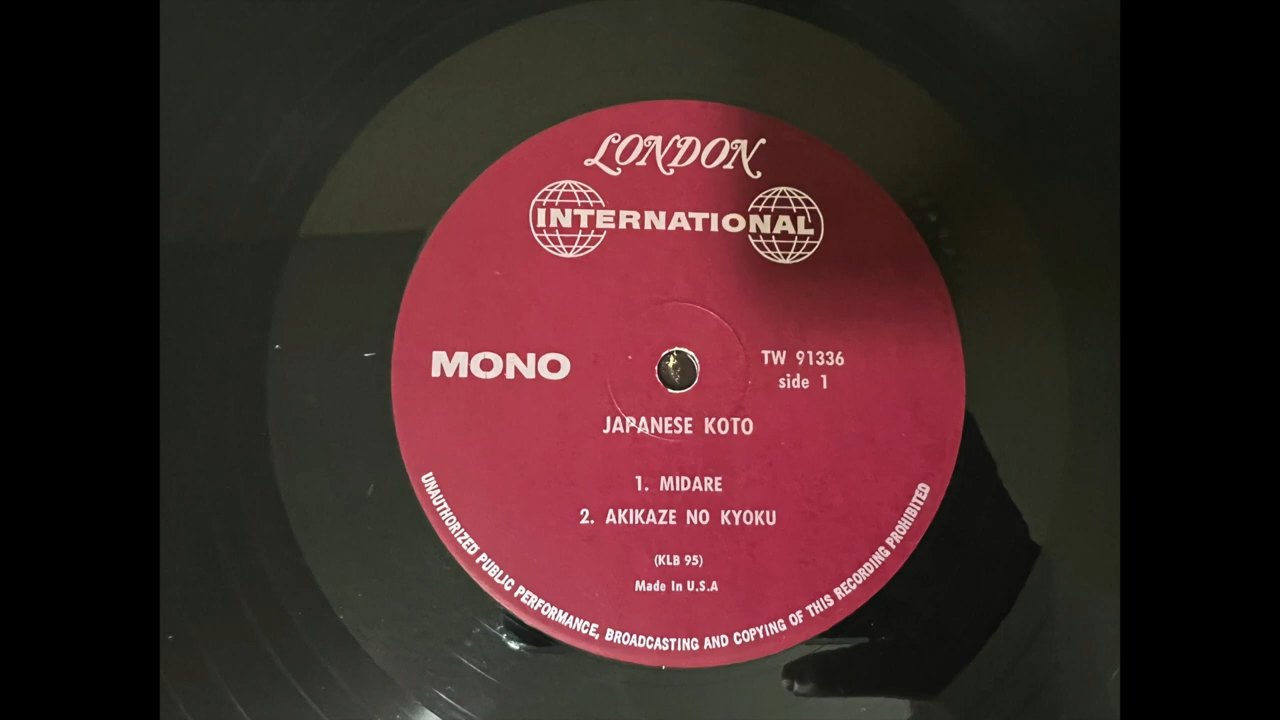 LONDON
INTERNATIONAL
MONO
TW 91336
side 1
JAPANESE KOTO
1. MIDARE
2. AKIKAZE NO KYOKU
(KLB 95)
Made In U.S.A
UNAUTHORIZED PUBLIC PERFORMANCE, BROADCASTING AND COPYING OF THIS RECORDING PROHIBITED